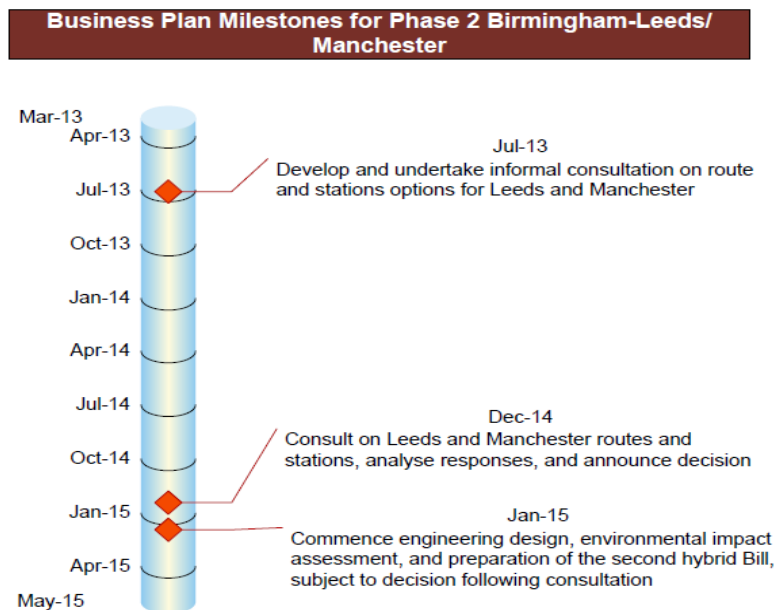 Business Plan Milestones for Phase 2 Birmingham-Leeds/
Manchester
Mar-13
Apr-13
Jul-13
Develop and undertake informal consultation on route
and stations options for Leeds and Manchester
Jul-13
Oct-13
Jan-14
Apr-14
Jul-14
Dec-14
Consult on Leeds and Manchester routes and
stations, analyse responses, and announce decision
Oct-14
Jan-15
Jan-15
Commence engineering design, environmental impact
assessment, and preparation of the second hybrid Bill,
subject to decision following consultation
Apr-15
May-15